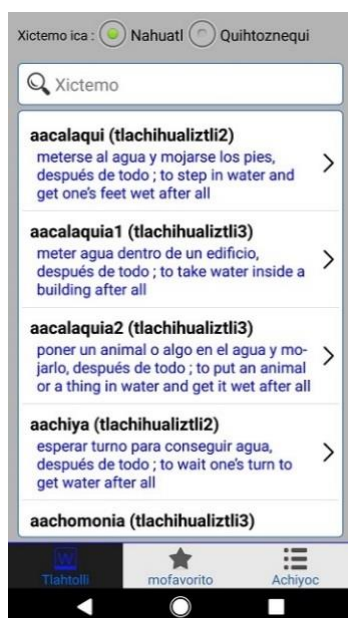 Xictemo ica : Nahuatl Quihtoznequi
Xictemo
aacalaqui (tlachihualiztli2)
meterse al agua y mojarse los pies,
después de todo ; to step in water and
get one's feet wet after all
aacalaquia1 (tlachihualiztli3)
meter agua dentro de un edificio,
después de todo ; to take water inside a
building after all
aacalaquia2 (tlachihualiztli3)
poner un animal o algo en el agua y mo-
jarlo, después de todo ; to put an animal
or a thing in water and get it wet after all
aachiya (tlachihualiztli2)
esperar turno para conseguir agua,
después de todo ; to wait one's turn to
get water after all
aachomonia (tlachihualiztli3)
W
Tlahtolli mofavorito Achiyoc